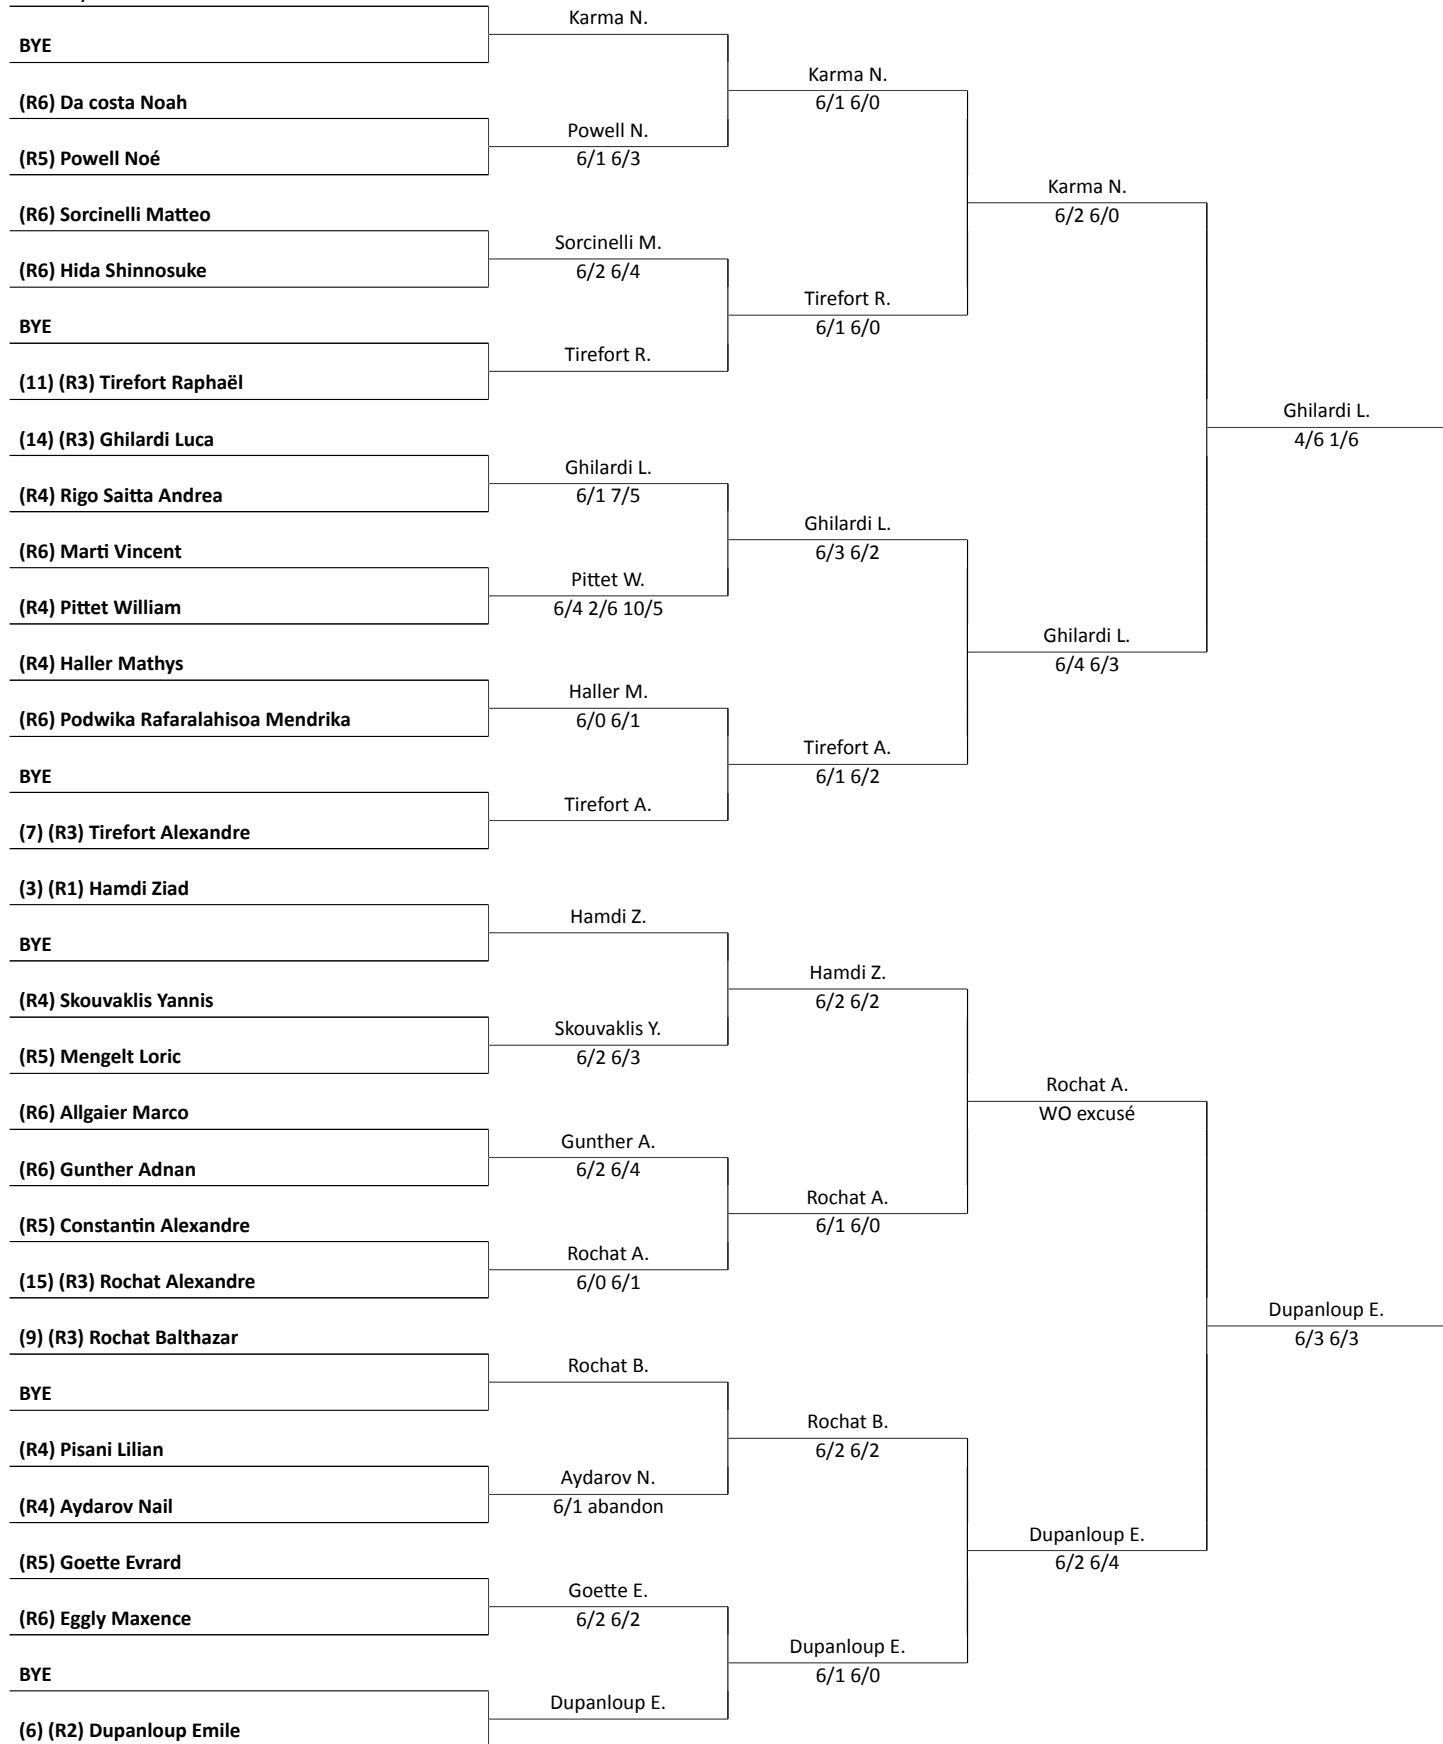 BYE
(R6) Da costa Noah
(R5) Powell Noé
(R6) Sorcinelli Matteo
(R6) Hida Shinnosuke
BYE
(11) (R3) Tirefort Raphaël
(14) (R3) Ghilardi Luca
(R4) Rigo Saitta Andrea
(R6) Marti Vincent
(R4) Pittet William
(R4) Haller Mathys
(R6) Podwika Rafaralahisoa Mendrika
BYE
(7) (R3) Tirefort Alexandre
(3) (R1) Hamdi Ziad
BYE
(R4) Skouvaklis Yannis
(R5) Mengelt Loric
(R6) Allgaier Marco
(R6) Gunther Adnan
(R5) Constantin Alexandre
(15) (R3) Rochat Alexandre
(9) (R3) Rochat Balthazar
BYE
(R4) Pisani Lilian
(R4) Aydarov Nail
(R5) Goette Evrard
(R6) Eggly Maxence
BYE
(6) (R2) Dupanloup Emile
Karma N.
Powell N.
6/1 6/3
Sorcinelli M.
6/2 6/4
Tirefort R.
Ghilardi L.
6/1 7/5
Pittet W.
6/4 2/6 10/5
Haller M.
6/0 6/1
Tirefort A.
Hamdi Z.
Skouvaklis Y.
6/2 6/3
Gunther A.
6/2 6/4
Rochat A.
6/0 6/1
Rochat B.
Aydarov N.
6/1 abandon
Goette E.
6/2 6/2
Dupanloup E.
Karma N.
6/1 6/0
Tirefort R.
6/1 6/0
Ghilardi L.
6/3 6/2
Tirefort A.
6/1 6/2
Hamdi Z.
6/2 6/2
Rochat A.
6/1 6/0
Rochat B.
6/2 6/2
Dupanloup E.
6/1 6/0
Karma N.
6/2 6/0
Ghilardi L.
6/4 6/3
Rochat A.
WO excusé
Dupanloup E.
6/2 6/4
Ghilardi L.
4/6 1/6
Dupanloup E.
6/3 6/3